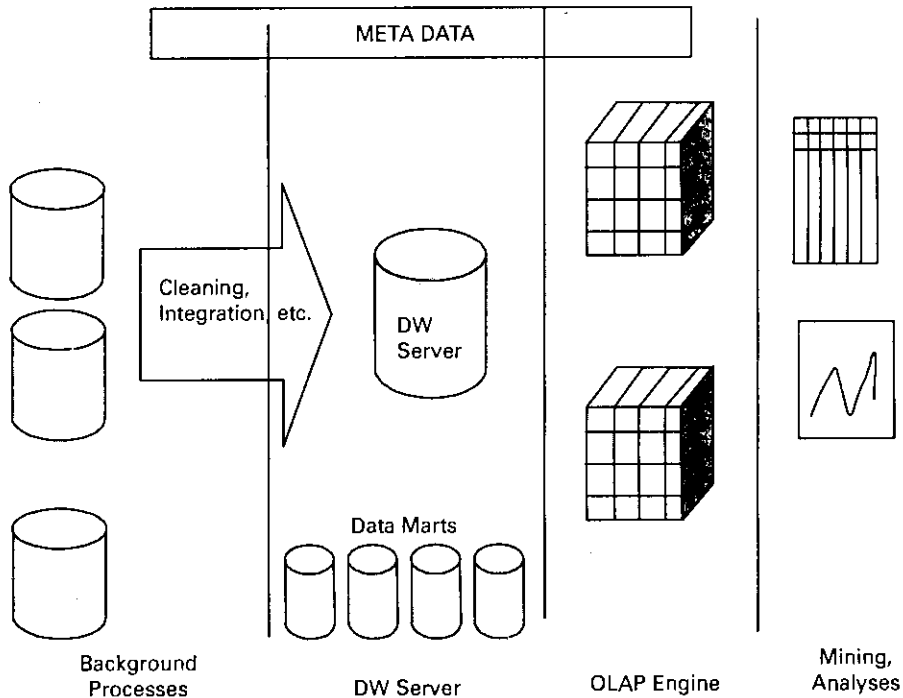 META DATA
Cleaning,
Integration, etc.
DW
Server
Data Marts
Background
Processes
DW Server
OLAP Engine
Mining,
Analyses